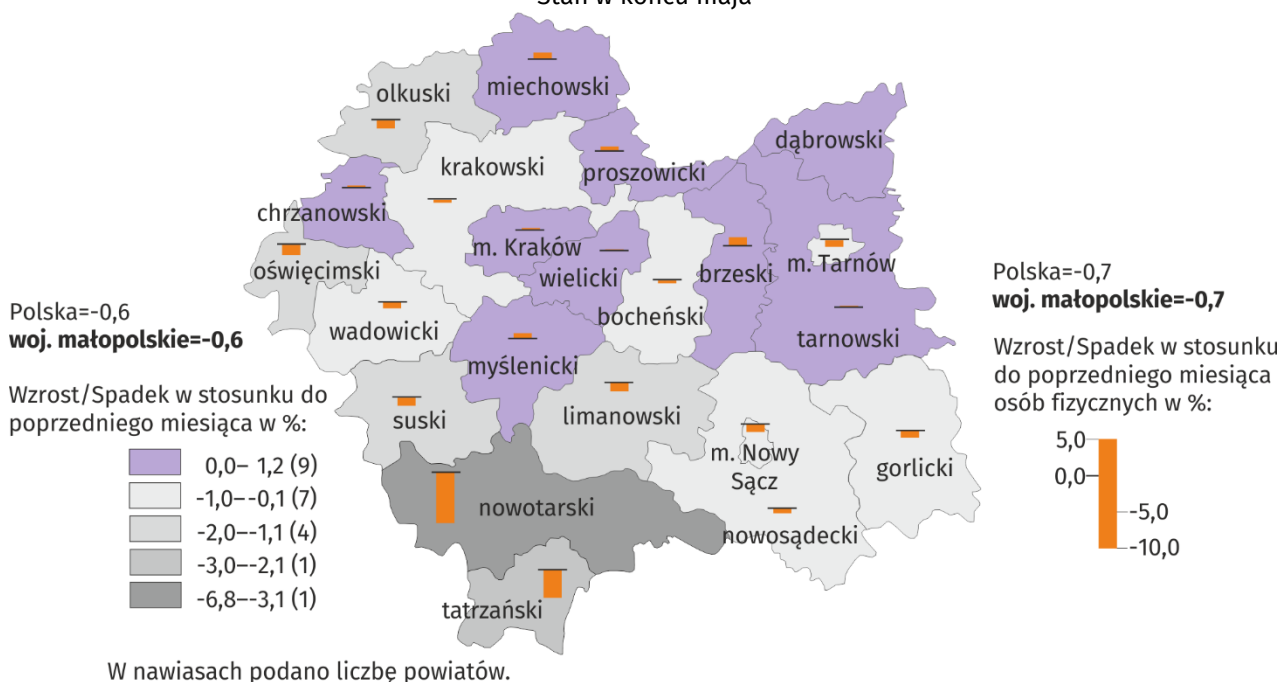 Stan w końcu maja
miechowski
olkuski
dąbrowski
krakowski
proszowicki
chrzanowski
m. Kraków
oświęcimski
wielicki
brzeski
m. Tarnów
bocheński
wadowicki
tarnowski
myślenicki
suski
limanowski
m. Nowy
Sącz
gorlicki
nowotarski
nowosądecki
tatrzański
Polska=-0,6
woj. małopolskie=-0,6
Wzrost/Spadek w stosunku do
poprzedniego miesiąca w %:
0,0– 1,2 (9)
-1,0–-0,1 (7)
-2,0–-1,1 (4)
-3,0–-2,1 (1)
-6,8–-3,1 (1)
Polska=-0,7
woj. małopolskie=-0,7
Wzrost/Spadek w stosunku
do poprzedniego miesiąca
osób fizycznych w %:
5,0
0,0
-5,0
-10,0
W nawiasach podano liczbę powiatów.